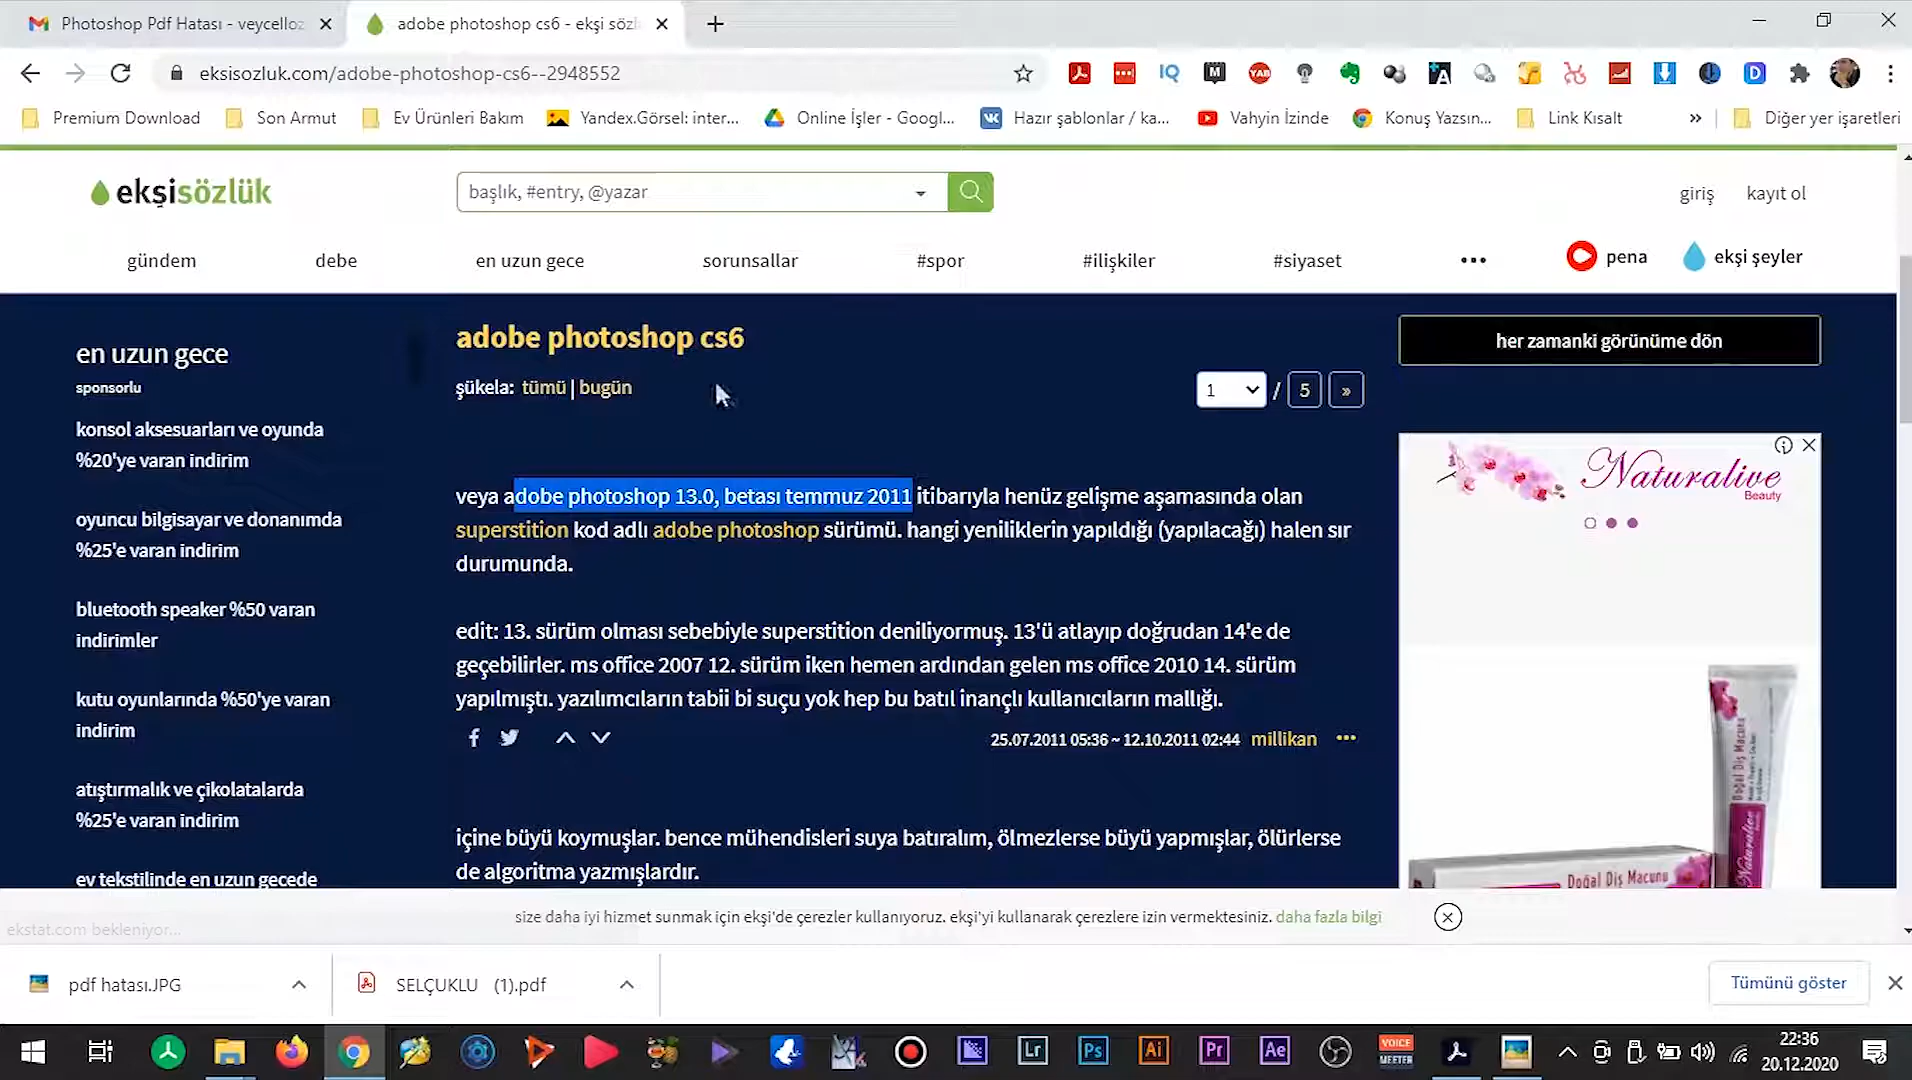 Photoshop Pdf Hatası - veycelloz
adobe photoshop cs6 - ekşi sözl
eksisozluk.com/adobe-photoshop-cs6--2948552
Premium Download
Son Armut
Ev Ürünleri Bakım
Yandex.Görsel: inter...
Online İşler - Googl...
Hazır şablonlar / ka...
Vahyin İzinde
Konuş Yazsın...
Link Kısalt
»
Diğer yer işaretleri
ekşisözlük
başlık, #entry, @yazar
giriş
kayıt ol
gündem
debe
en uzun gece
sorunsallar
#spor
#ilişkiler
#siyaset
pena
ekşi şeyler
en uzun gece
sponsorlu
konsol aksesuarları ve oyunda
%20'ye varan indirim
oyuncu bilgisayar ve donanımda
%25'e varan indirim
bluetooth speaker %50 varan
indirimler
kutu oyunlarında %50'ye varan
indirim
atıştırmalık ve çikolatalarda
%25'e varan indirim
ev tekstilinde en uzun gecede
adobe photoshop cs6
şükela: tümü | bugün
1 / 5 »
veya adobe photoshop 13.0, betası temmuz 2011 itibarıyla henüz gelişme aşamasında olan
superstition kod adlı adobe photoshop sürümü. hangi yeniliklerin yapıldığı (yapılacağı) halen sır
durumunda.
edit: 13. sürüm olması sebebiyle superstition deniliyormuş. 13'ü atlayıp doğrudan 14'e de
geçebilirler. ms office 2007 12. sürüm iken hemen ardından gelen ms office 2010 14. sürüm
yapılmıştı. yazılımcıların tabii bi suçu yok hep bu batıl inançlı kullanıcıların mallığı.
25.07.2011 05:36 ~ 12.10.2011 02:44 millikan
içine büyü koymuşlar. bence mühendisleri suya batıralım, ölmezlerse büyü yapmışlar, ölürlerse
de algoritma yazmışlardır.
her zamanki görünüme dön
Naturalive
Beauty
Doğal Diş Macunu
Naturalive
Doğal Diş Macunu
size daha iyi hizmet sunmak için ekşi'de çerezler kullanıyoruz. ekşi'yi kullanarak çerezlere izin vermektesiniz. daha fazla bilgi
ekstat.com bekleniyor...
pdf hatası.JPG
SELÇUKLU (1).pdf
Tümünü göster
Lr
Ps
Ai
Pr
Ae
VOICE
MEETER
22:36
20.12.2020